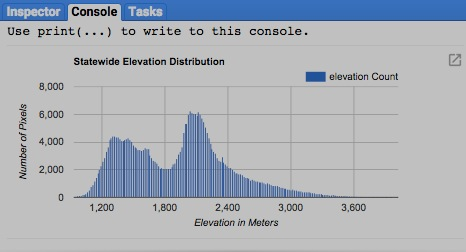 Inspector Console Tasks
Use print(...) to write to this console.
Statewide Elevation Distribution
elevation Count
Number of Pixels
8,000
6,000
4,000
2,000
0
1,200 1,800 2,400 3,000 3,600
Elevation in Meters